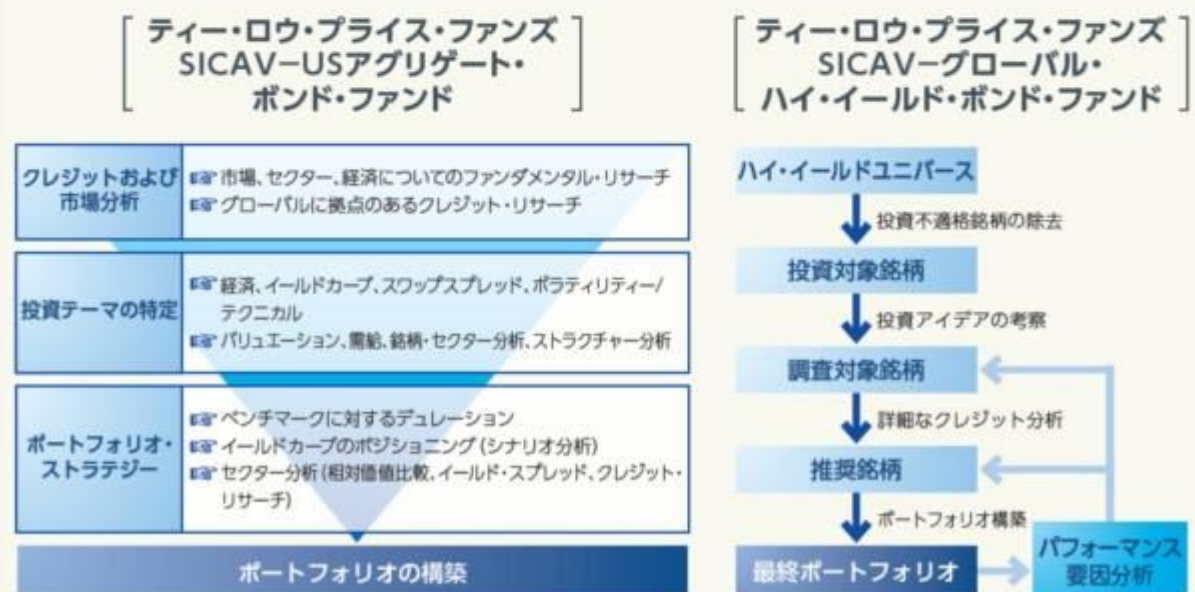 ティー・ロウ・プライス・ファンズ
SICAV−USアグリゲート・
ボンド・ファンド
クレジットおよび
市場分析
☞市場、セクター、経済についてのファンダメンタル・リサーチ
☞グローバルに拠点のあるクレジット・リサーチ
投資テーマの特定
☞経済、イールドカーブ、スワップスプレッド、ボラティリティー/
テクニカル
☞バリュエーション、需給、銘柄・セクター分析、ストラクチャー分析
ポートフォリオ・
ストラテジー
☞ベンチマークに対するデュレーション
☞イールドカーブのポジショニング(シナリオ分析)
☞セクター分析(相対価値比較、イールド・スプレッド、クレジット・
リサーチ)
ポートフォリオの構築
ティー・ロウ・プライス・ファンズ
SICAV−グローバル・
ハイ・イールド・ボンド・ファンド
ハイ・イールドユニバース
投資不適格銘柄の除去
投資対象銘柄
投資アイデアの考察
調査対象銘柄
詳細なクレジット分析
推奨銘柄
ポートフォリオ構築
最終ポートフォリオ
パフォーマンス
要因分析